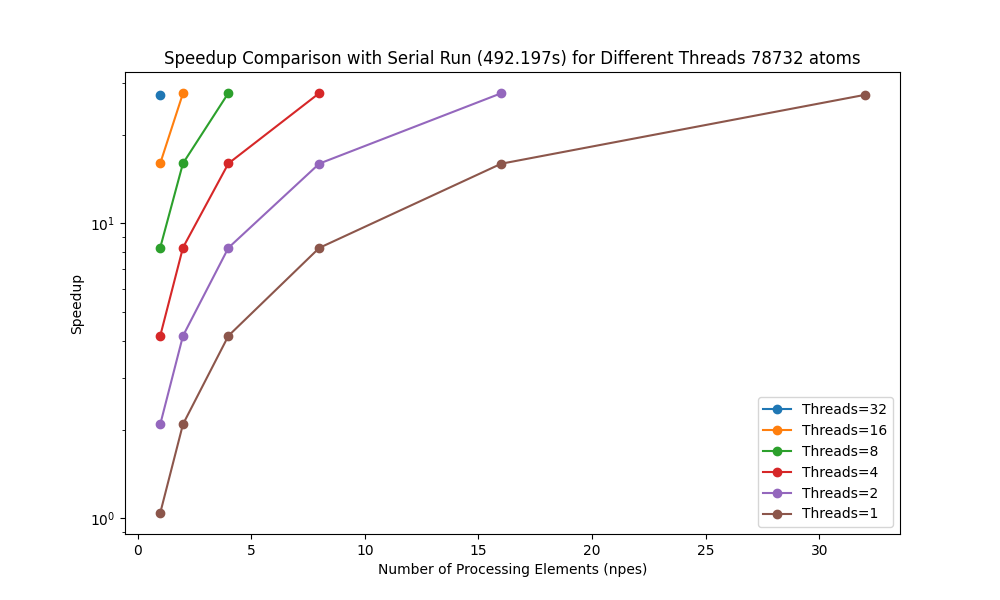 Speedup Comparison with Serial Run (492.197s) for Different Threads 78732 atoms
Speedup
10¹
10⁰
0 5 10 15 20 25 30
Number of Processing Elements (npes)
Threads=32
Threads=16
Threads=8
Threads=4
Threads=2
Threads=1